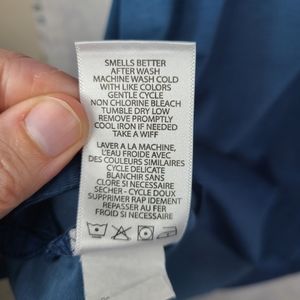 SMELLS BETTER
AFTER WASH
MACHINE WASH COLD
WITH LIKE COLORS
GENTLE CYCLE
NON CHLORINE BLEACH
TUMBLE DRY LOW
REMOVE PROMPTLY
COOL IRON IF NEEDED
TAKE A WIFF
LAVER A LA MACHINE,
L'EAU FROIDE AVEC
DES COULEURS SIMILAIRES
CYCLE DELICATE
BLANCHIR SANS
CLORE SI NECESSAIRE
SECHER - CYCLE DOUX
SUPPRIMER RAP IDEMENT
REPASSER AU FER
FROID SI NECESSAIRE